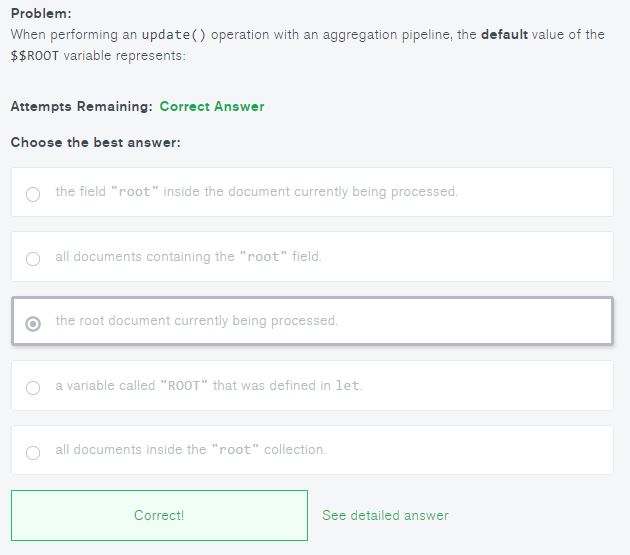 Problem:
When performing an update() operation with an aggregation pipeline, the default value of the
$$ROOT variable represents:
Attempts Remaining: Correct Answer
Choose the best answer:
the field "root" inside the document currently being processed.
all documents containing the "root" field.
the root document currently being processed.
a variable called "ROOT" that was defined in let.
all documents inside the "root" collection.
Correct! See detailed answer